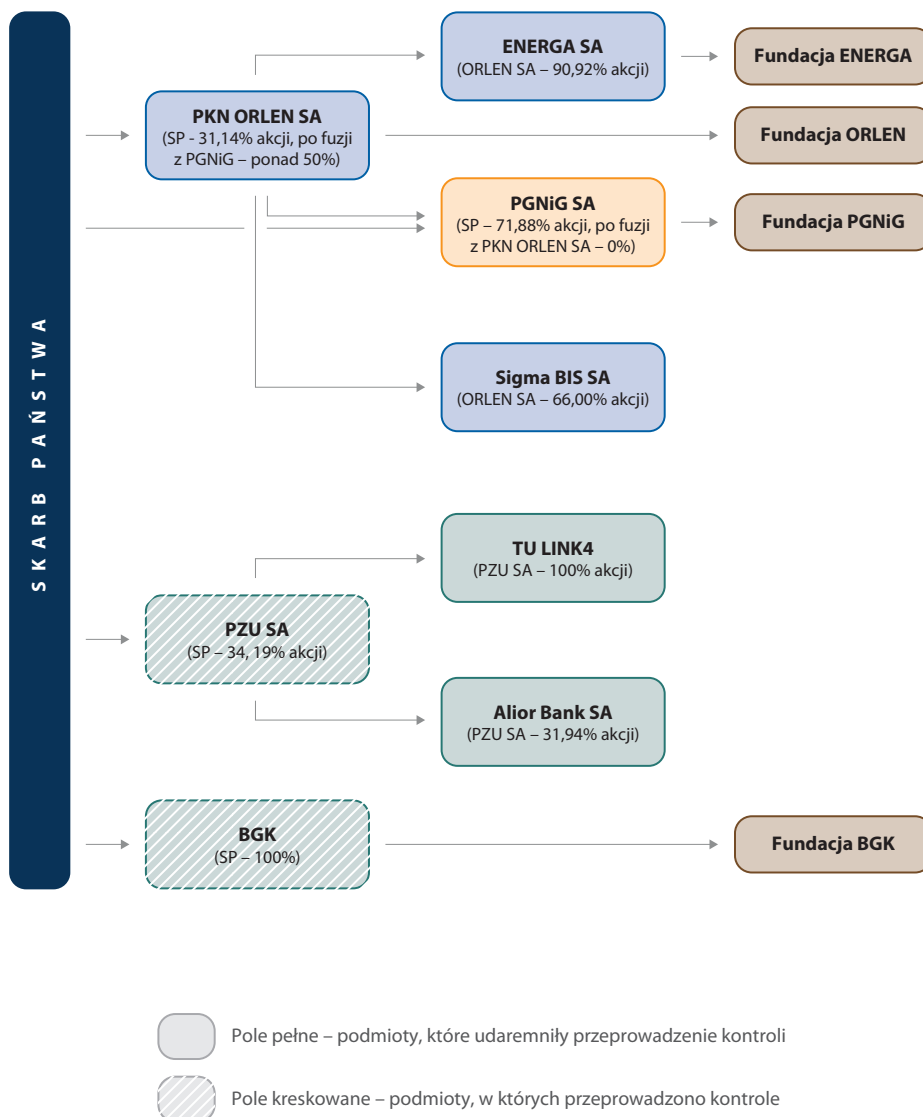 SKARB PAŃSTWA
ENERGA SA
(ORLEN SA – 90,92% akcji)
Fundacja ENERGA
PKN ORLEN SA
(SP - 31,14% akcji, po fuzji
z PGNiG – ponad 50%)
Fundacja ORLEN
PGNiG SA
(SP – 71,88% akcji, po fuzji
z PKN ORLEN SA – 0%)
Fundacja PGNiG
Sigma BIS SA
(ORLEN SA – 66,00% akcji)
TU LINK4
(PZU SA – 100% akcji)
PZU SA
(SP – 34, 19% akcji)
Alior Bank SA
(PZU SA – 31,94% akcji)
BGK
(SP – 100%)
Fundacja BGK
Pole pełne – podmioty, które udaremniły przeprowadzenie kontroli
Pole kreskowane – podmioty, w których przeprowadzono kontrole